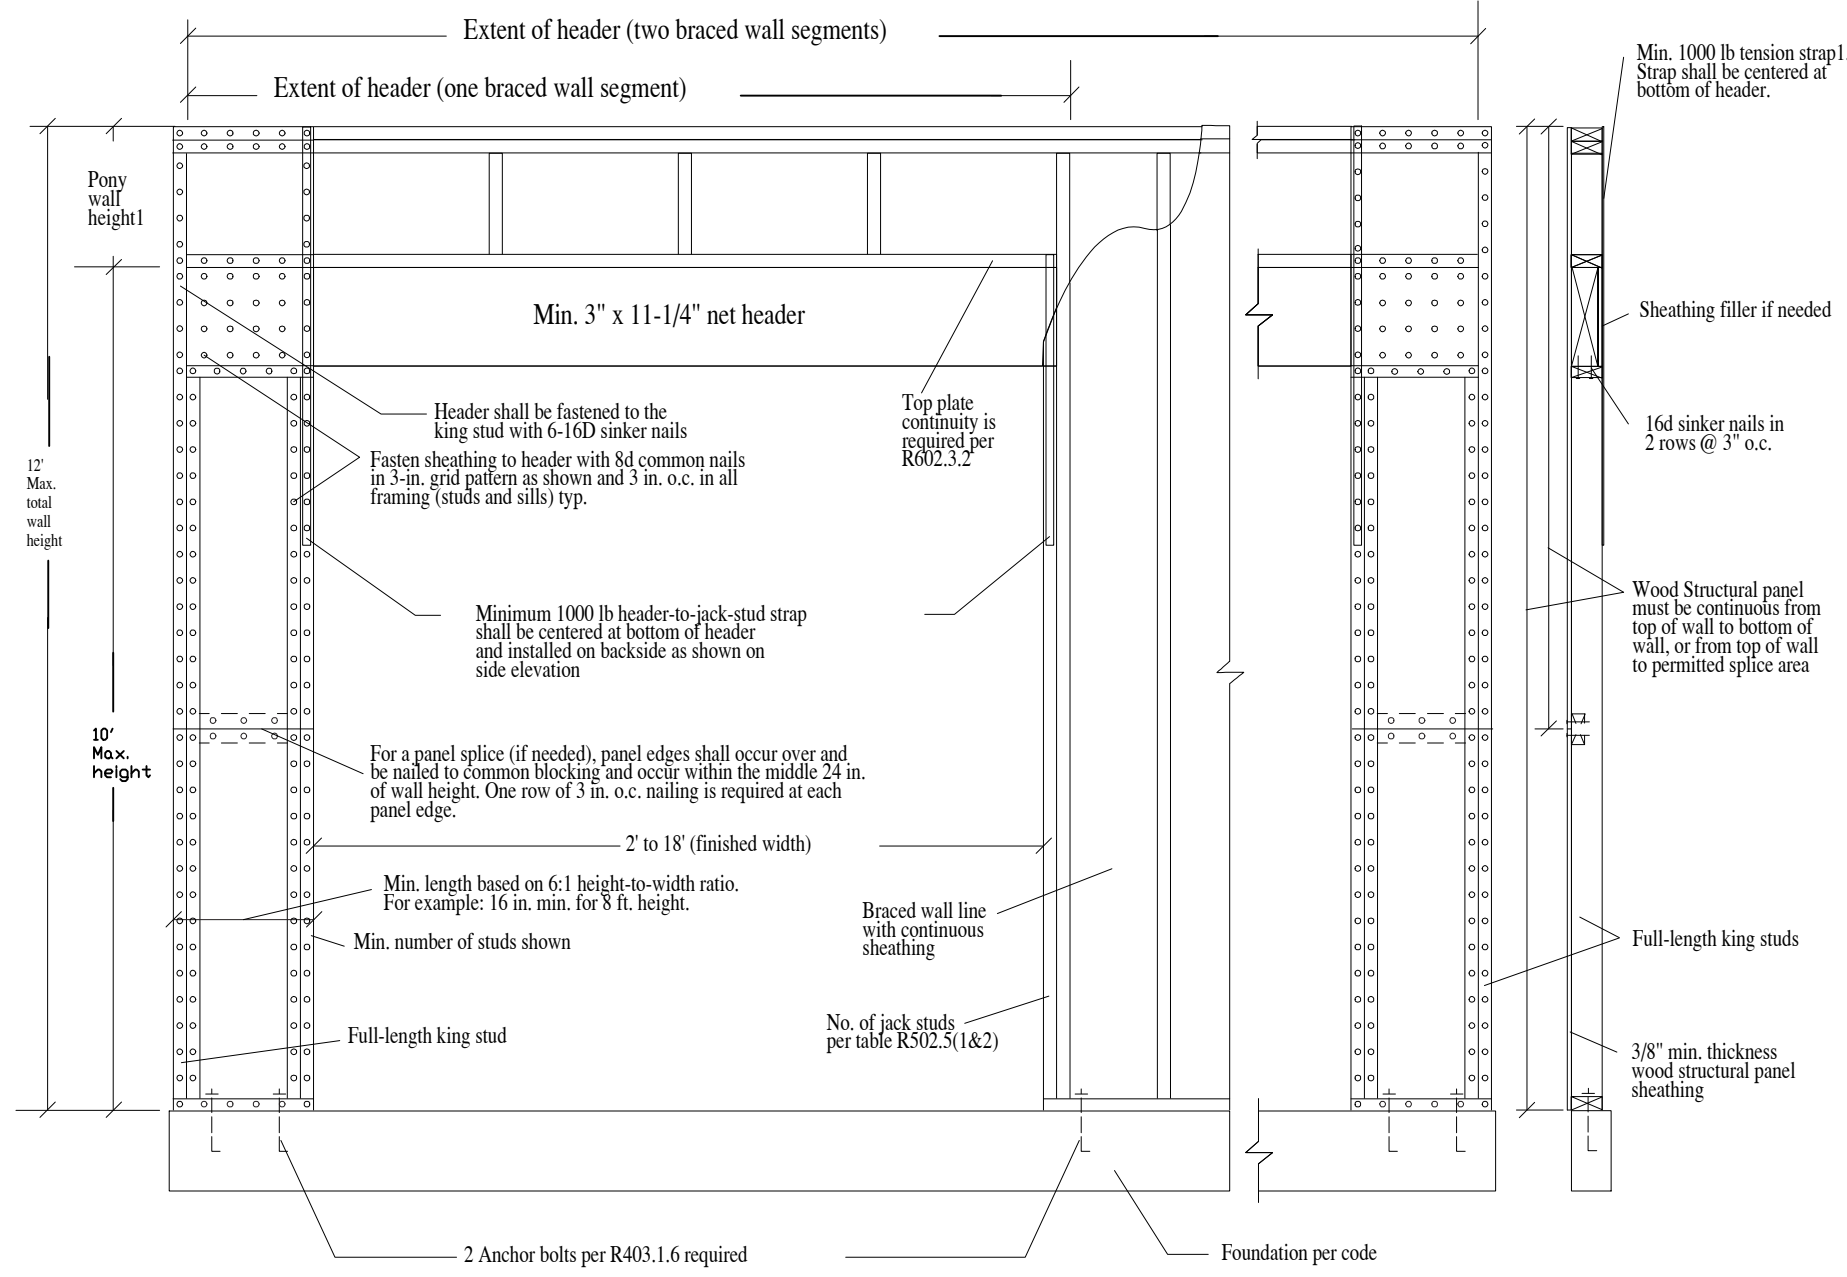 Extent of header (two braced wall segments)
Extent of header (one braced wall segment)
Min. 1000 lb tension strap1.
Strap shall be centered at
bottom of header.
Pony
wall
height1
Min. 3" x 11-1/4" net header
Sheathing filler if needed
Header shall be fastened to the
king stud with 6-16D sinker nails
Top plate
continuity is
required per
R602.3.2
16d sinker nails in
2 rows @ 3" o.c.
Fasten sheathing to header with 8d common nails
in 3-in. grid pattern as shown and 3 in. o.c. in all
framing (studs and sills) typ.
12'
Max.
total
wall
height
Minimum 1000 lb header-to-jack-stud strap
shall be centered at bottom of header
and installed on backside as shown on
side elevation
Wood Structural panel
must be continuous from
top of wall to bottom of
wall, or from top of wall
to permitted splice area
10'
Max.
height
For a panel splice (if needed), panel edges shall occur over and
be nailed to common blocking and occur within the middle 24 in.
of wall height. One row of 3 in. o.c. nailing is required at each
panel edge.
2' to 18' (finished width)
Min. length based on 6:1 height-to-width ratio.
For example: 16 in. min. for 8 ft. height.
Braced wall line
with continuous
sheathing
Min. number of studs shown
Full-length king studs
No. of jack studs
per table R502.5(1&2)
Full-length king stud
3/8" min. thickness
wood structural panel
sheathing
2 Anchor bolts per R403.1.6 required
Foundation per code